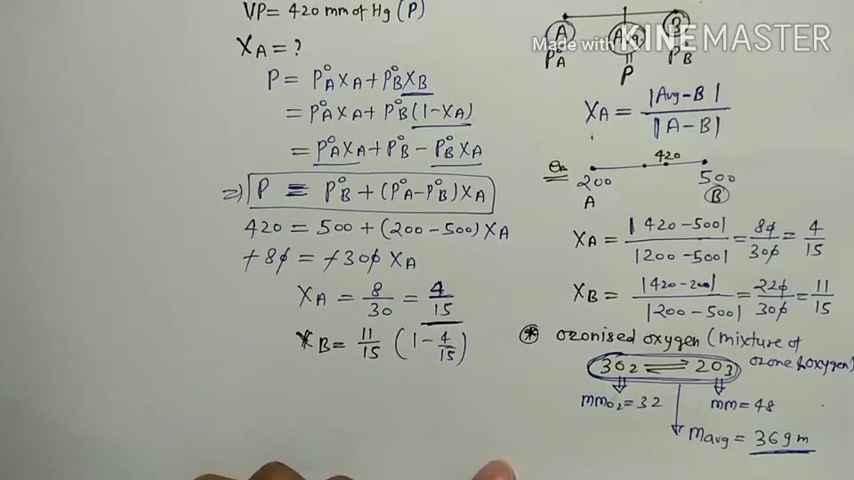 VP= 420 mm of Hg (P)
XA = ?
P = P°A XA + P°B XB
= P°A XA + P°B (1-XA)
= P°A XA + P°B - P°B XA
=) P = P°B + (P°A-P°B) XA
420 = 500 + (200-500) XA
+80 = +300 XA
XA = 8/30 = 4/15
XB = 11/15 (1-4/15)
A B
P°A P P°B
Made with KINEMASTER
XA = |Avg-B| / |A-B|
420
200 500
A B
XA = |420-500| / |200-500| = 80/300 = 4/15
XB = |420-200| / |200-500| = 220/300 = 11/15
* ozonised oxygen (mixture of
ozone & oxygen)
3O2 ⇌ 2O3
mmO2 = 32 mm = 48
Mavg = 36gm